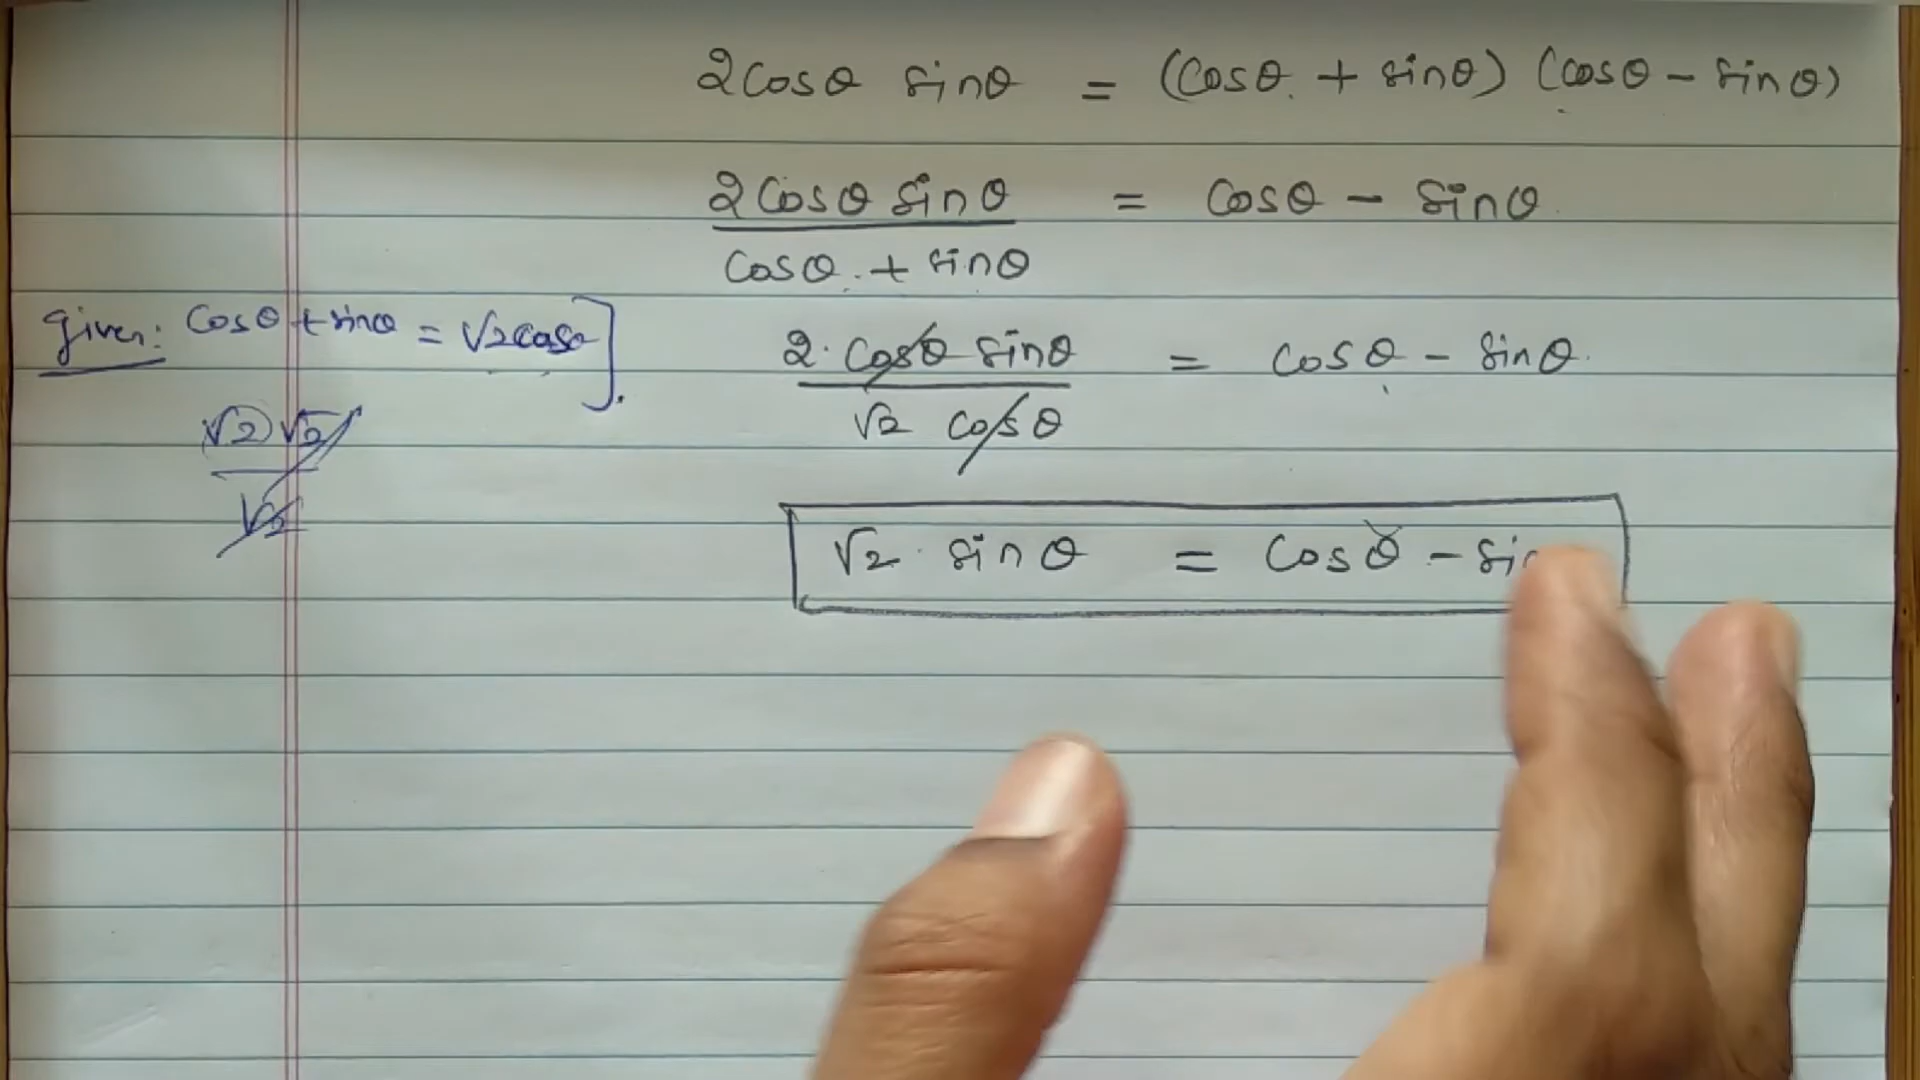 2cosθ sinθ = (cosθ + sinθ) (cosθ - sinθ)
2cosθ sinθ / cosθ + sinθ = cosθ - sinθ
given: cosθ + sinθ = √2cosθ].
√2 √2 / √2
2. cosθ sinθ / √2 cosθ = cosθ - sinθ.
√2 . sinθ = cosθ -